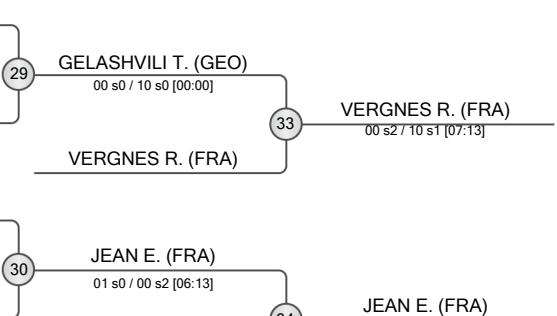 29
GELASHVILI T. (GEO)
00 s0 / 10 s0 [00:00]
33
VERGNES R. (FRA)
00 s2 / 10 s1 [07:13]
VERGNES R. (FRA)
30
JEAN E. (FRA)
01 s0 / 00 s2 [06:13]
JEAN E. (FRA)